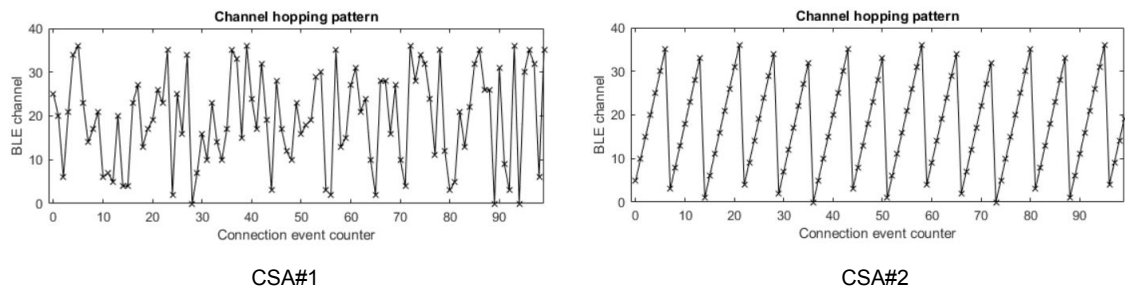 Channel hopping pattern
40
30
20
10
0
BLE channel
0 10 20 30 40 50 60 70 80 90
Connection event counter
CSA#1
Channel hopping pattern
40
30
20
10
0
BLE channel
0 10 20 30 40 50 60 70 80 90
Connection event counter
CSA#2